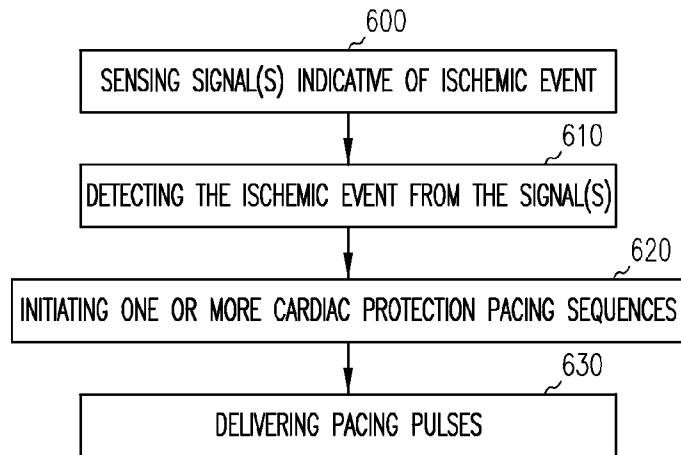 600
SENSING SIGNAL(S) INDICATIVE OF ISCHEMIC EVENT
610
DETECTING THE ISCHEMIC EVENT FROM THE SIGNAL(S)
620
INITIATING ONE OR MORE CARDIAC PROTECTION PACING SEQUENCES
630
DELIVERING PACING PULSES